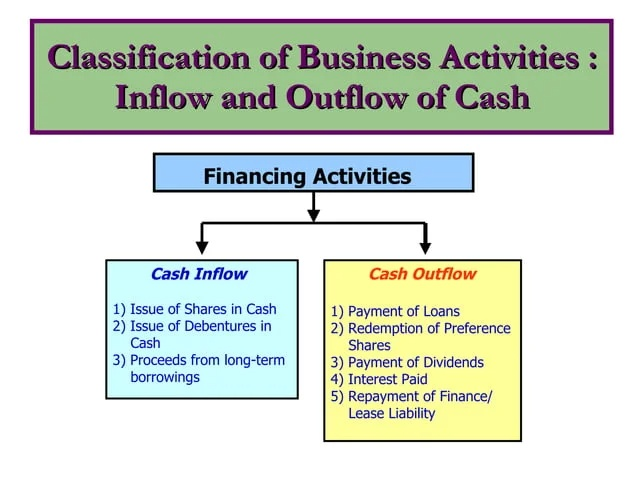 Classification of Business Activities :
Inflow and Outflow of Cash
Financing Activities
Cash Inflow
1) Issue of Shares in Cash
2) Issue of Debentures in
Cash
3) Proceeds from long-term
borrowings
Cash Outflow
1) Payment of Loans
2) Redemption of Preference
Shares
3) Payment of Dividends
4) Interest Paid
5) Repayment of Finance/
Lease Liability